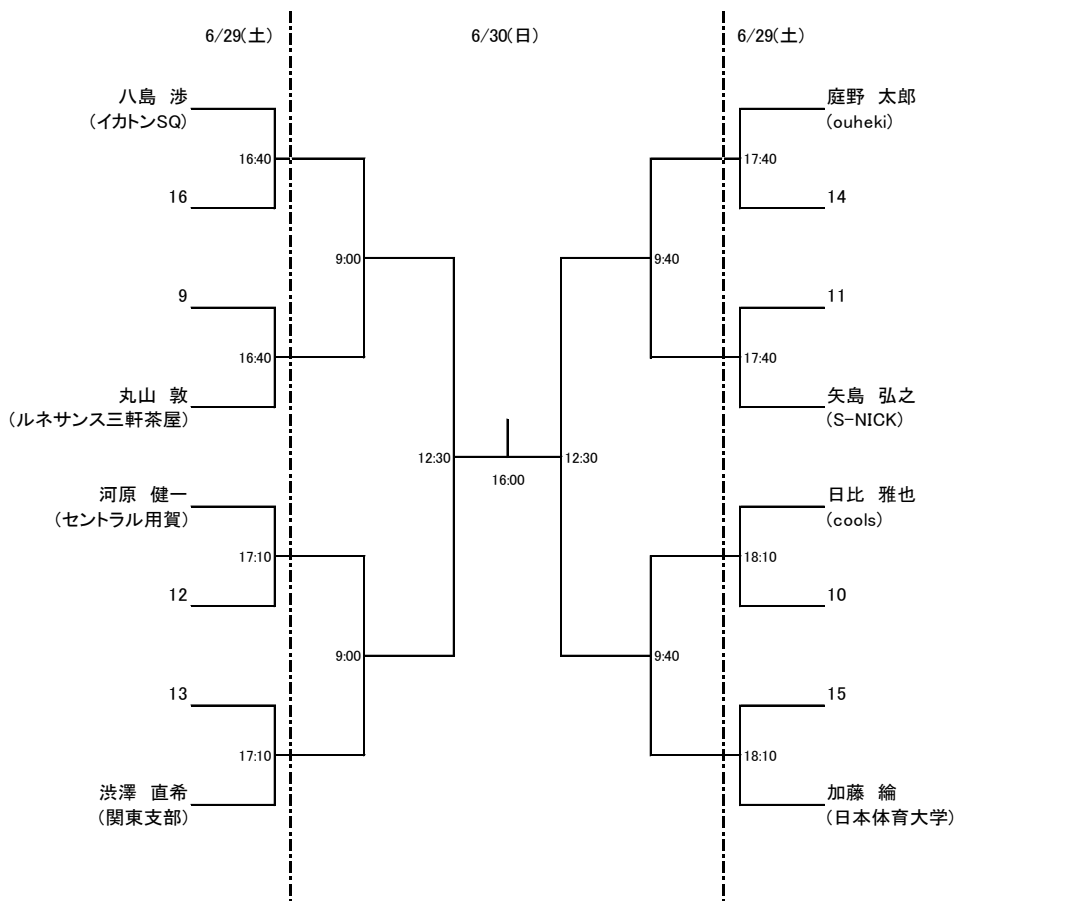 6/29(土)
6/30(日)
6/29(土)
八島　渉
(イカトンSQ)
16:40
16
9:00
9
16:40
丸山　敦
(ルネサンス三軒茶屋)
12:30
河原　健一
(セントラル用賀)
17:10
12
9:00
13
17:10
渋澤　直希
(関東支部)
16:00
庭野　太郎
(ouheki)
17:40
14
9:40
11
17:40
矢島　弘之
(S-NICK)
12:30
日比　雅也
(cools)
18:10
10
9:40
15
18:10
加藤　綸
(日本体育大学)